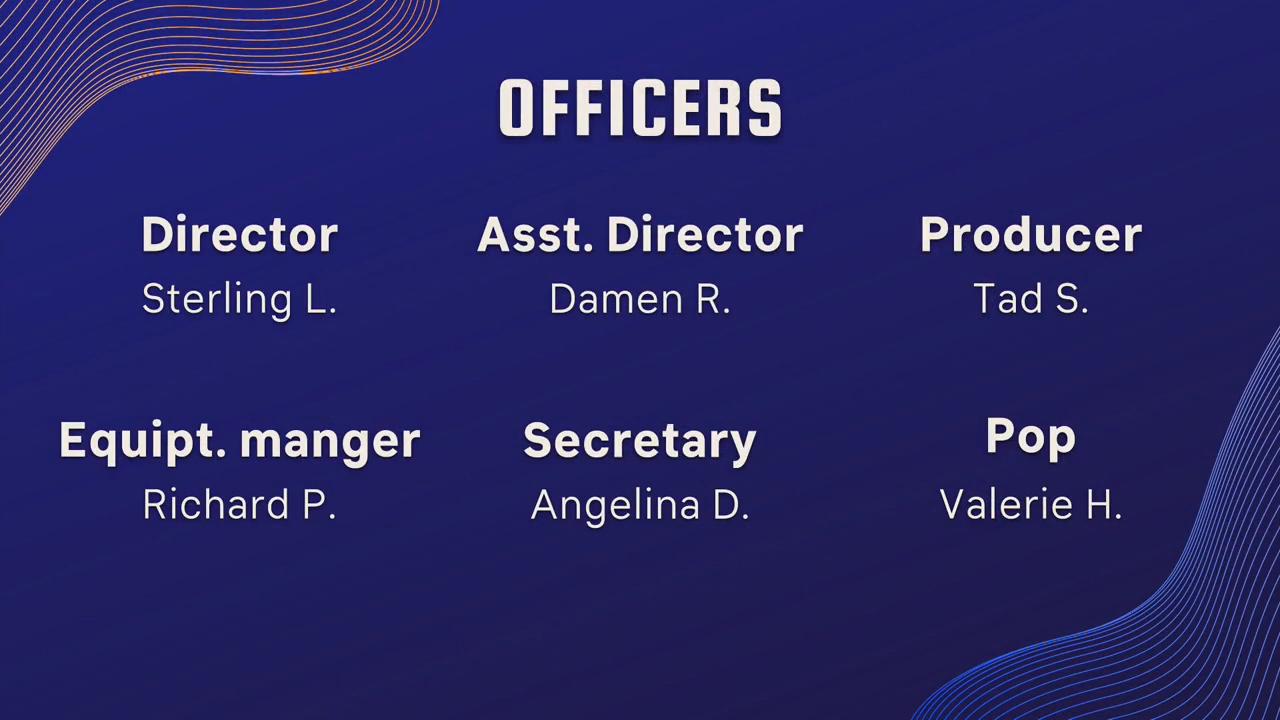 OFFICERS
Director
Asst. Director
Producer
Sterling L.
Damen R.
Tad S.
Equipt. manger
Secretary
Pop
Richard P.
Angelina D.
Valerie H.